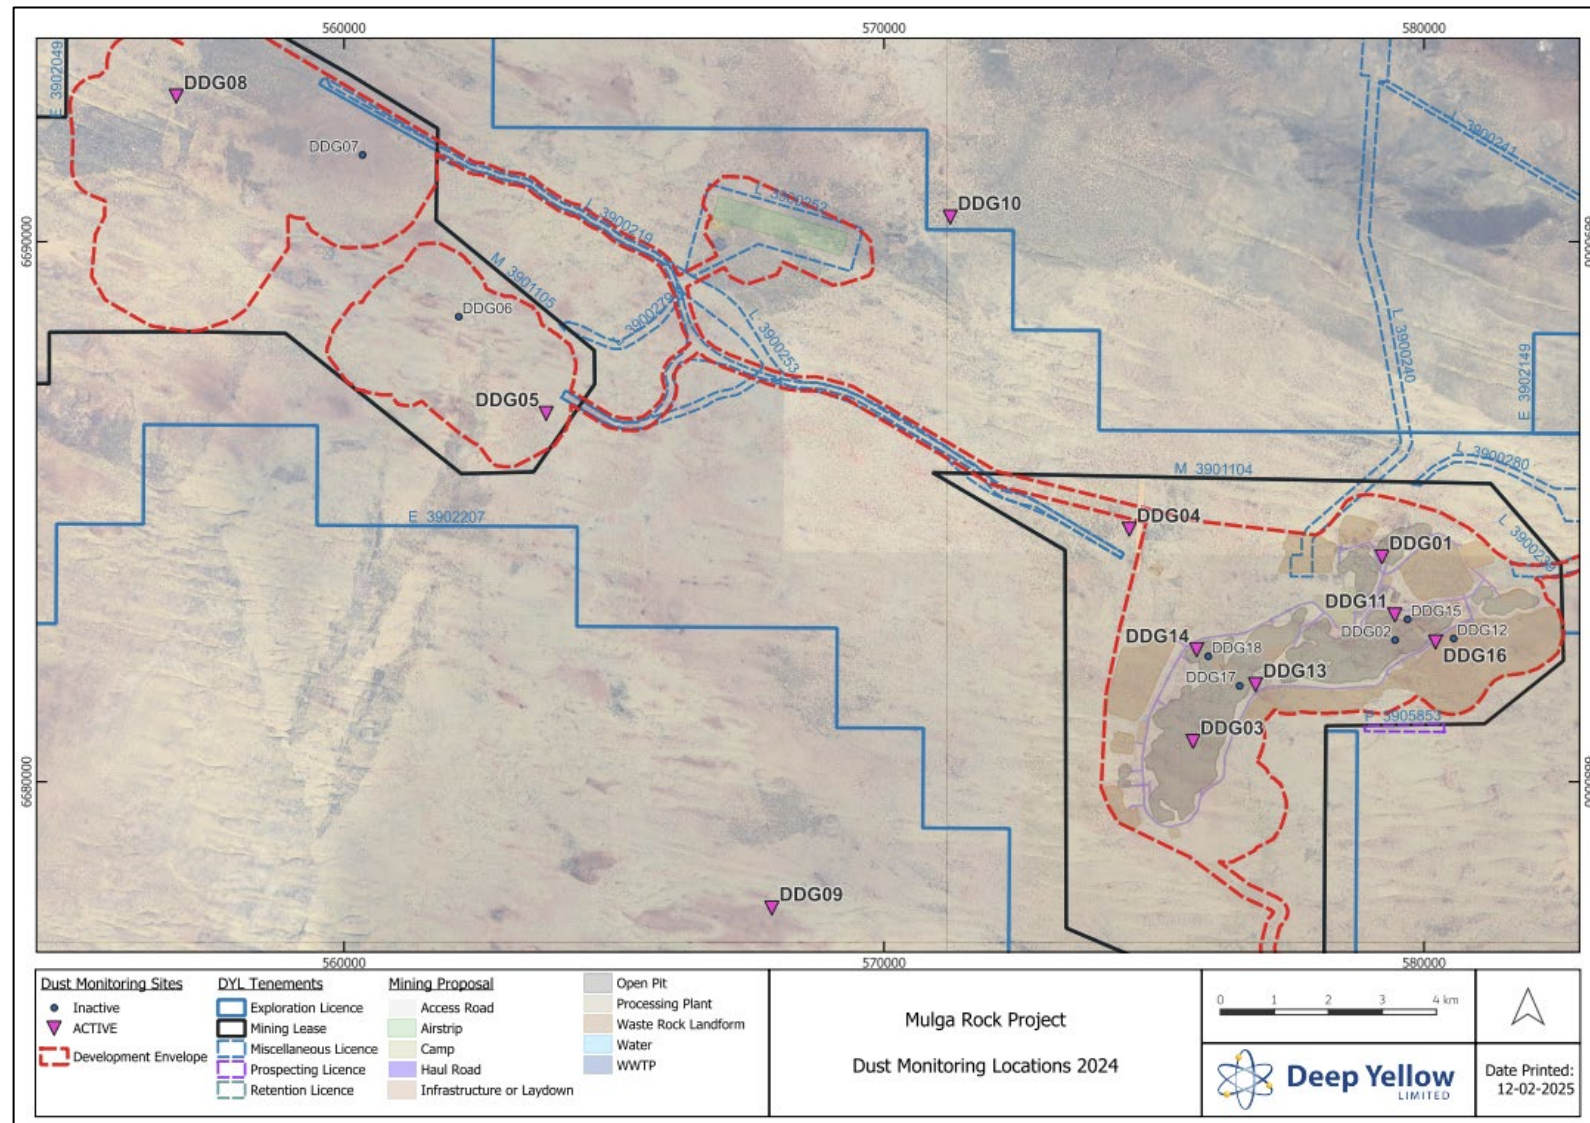 560000
570000
580000
E 3902049
DDG08
DDG07
L 3900241
L 3900252
DDG10
L 3900219
6690000
M 3901105
DDG06
L 3900279
L 3900253
L 3900240
E 3902149
DDG05
M 3901104
L 3900280
E 3902207
DDG04
DDG01
DDG11
DDG15
DDG02
DDG12
DDG14
DDG18
DDG16
DDG17
DDG13
P 3905853
DDG03
6680000
DDG09
560000
570000
580000
Dust Monitoring Sites
Inactive
ACTIVE
Development Envelope
DYL Tenements
Exploration Licence
Mining Lease
Miscellaneous Licence
Prospecting Licence
Retention Licence
Mining Proposal
Access Road
Airstrip
Camp
Haul Road
Infrastructure or Laydown
Open Pit
Processing Plant
Waste Rock Landform
Water
WWTP
Mulga Rock Project
Dust Monitoring Locations 2024
0 1 2 3 4 km
Deep Yellow
LIMITED
Date Printed:
12-02-2025